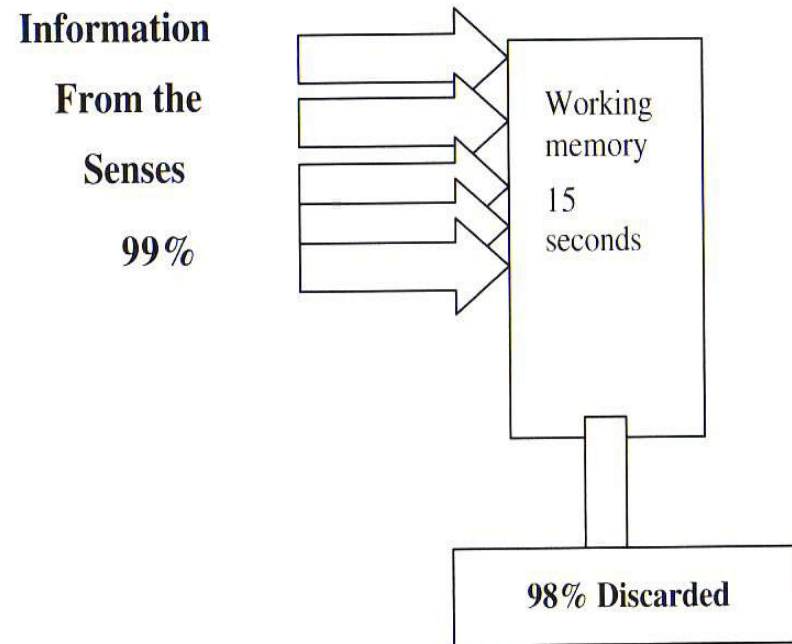 Information
From the
Senses
99%
Working
memory
15
seconds
98% Discarded